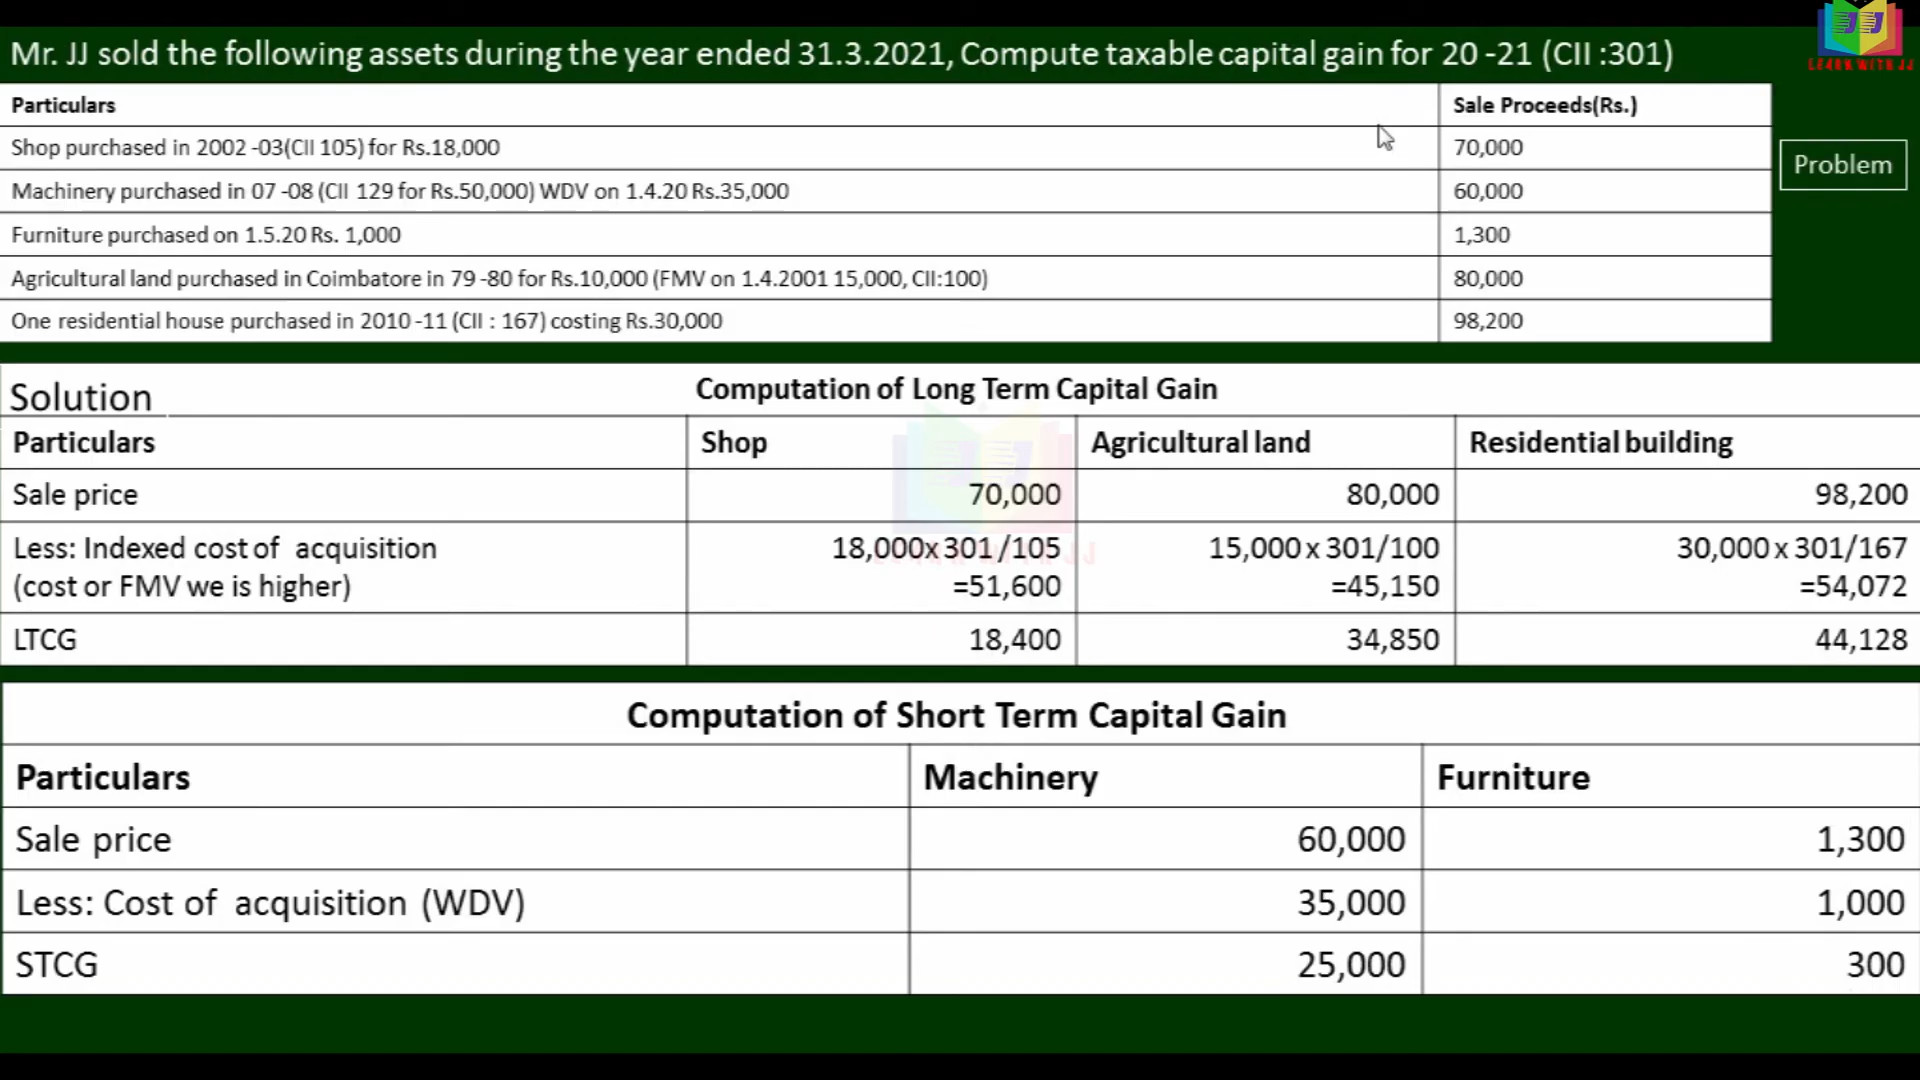 LEARN WITH JJ
Mr. JJ sold the following assets during the year ended 31.3.2021, Compute taxable capital gain for 20 -21 (CII :301)
Particulars Sale Proceeds(Rs.)
Shop purchased in 2002 -03(CII 105) for Rs.18,000 70,000
Problem
Machinery purchased in 07 -08 (CII 129 for Rs.50,000) WDV on 1.4.20 Rs.35,000 60,000
Furniture purchased on 1.5.20 Rs. 1,000 1,300
Agricultural land purchased in Coimbatore in 79 -80 for Rs.10,000 (FMV on 1.4.2001 15,000, CII:100) 80,000
One residential house purchased in 2010 -11 (CII : 167) costing Rs.30,000 98,200
Solution Computation of Long Term Capital Gain
Particulars Shop Agricultural land Residential building
Sale price 70,000 80,000 98,200
Less: Indexed cost of acquisition 18,000x 301/105 15,000 x 301/100 30,000 x 301/167
(cost or FMV we is higher) =51,600 =45,150 =54,072
LTCG 18,400 34,850 44,128
Computation of Short Term Capital Gain
Particulars Machinery Furniture
Sale price 60,000 1,300
Less: Cost of acquisition (WDV) 35,000 1,000
STCG 25,000 300